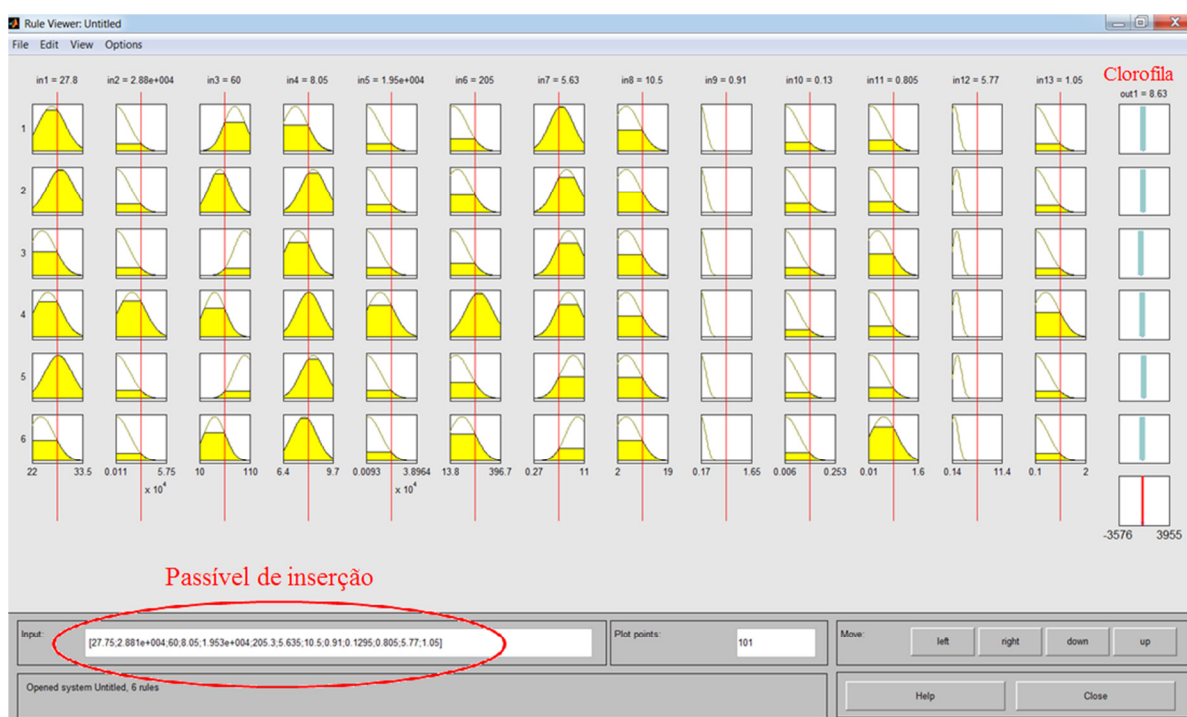 Rule Viewer: Untitled
File Edit View Options
in1 = 27.8 in2 = 2.88e+004 in3 = 60 in4 = 8.05 in5 = 1.95e+004 in6 = 205 in7 = 5.63 in8 = 10.5 in9 = 0.91 in10 = 0.13 in11 = 0.805 in12 = 5.77 in13 = 1.05 Clorofila
out1 = 8.63
1
2
3
4
5
6
22 33.5 0.011 5.75 10 110 6.4 9.7 0.0093 3.8964 13.8 396.7 0.27 11 2 19 0.17 1.65 0.006 0.253 0.01 1.6 0.14 11.4 0.1 2
x 10^4 x 10^4
-3576 3955
Passível de inserção
Input: [27.75;2.881e+004;60;8.05;1.953e+004;205.3;5.635;10.5;0.91;0.1295;0.805;5.77;1.05] Plot points: 101 Move: left right down up
Opened system Untitled, 6 rules Help Close